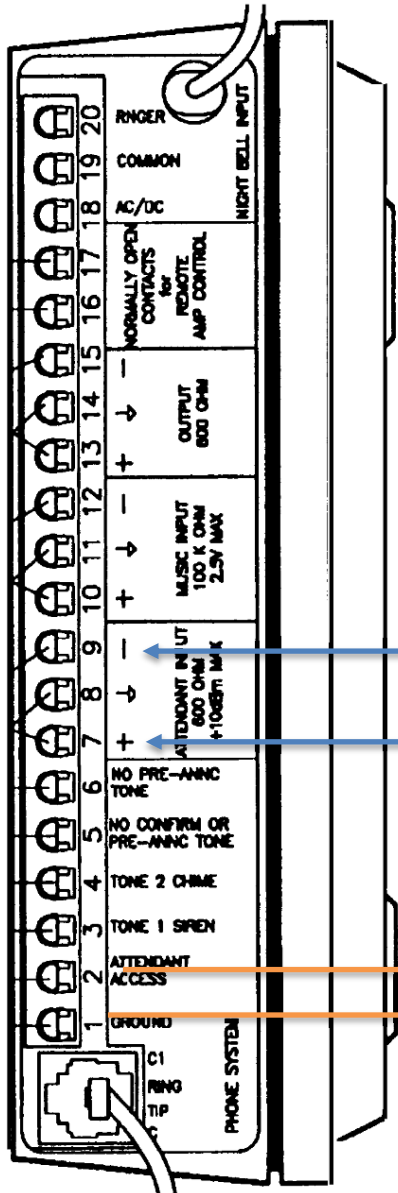 20 RNGER
19 COMMON
18 AC/DC
NIGHT BELL INPUT
17
16
NORMALLY OPEN
CONTACTS
for
REMOTE
AMP CONTROL
15 −
14
13 +
OUTPUT
600 OHM
12 −
11
10 +
MUSIC INPUT
100 K OHM
2.5V MAX
9 −
8
7 +
ATTENDANT INPUT
600 OHM
+10dBm MAX
6 NO PRE-ANNC
TONE
5 NO CONFIRM OR
PRE-ANNC TONE
4 TONE 2 CHIME
3 TONE 1 SIREN
2 ATTENDANT
ACCESS
1 GROUND
C1
RING
TIP
PHONE SYSTEM